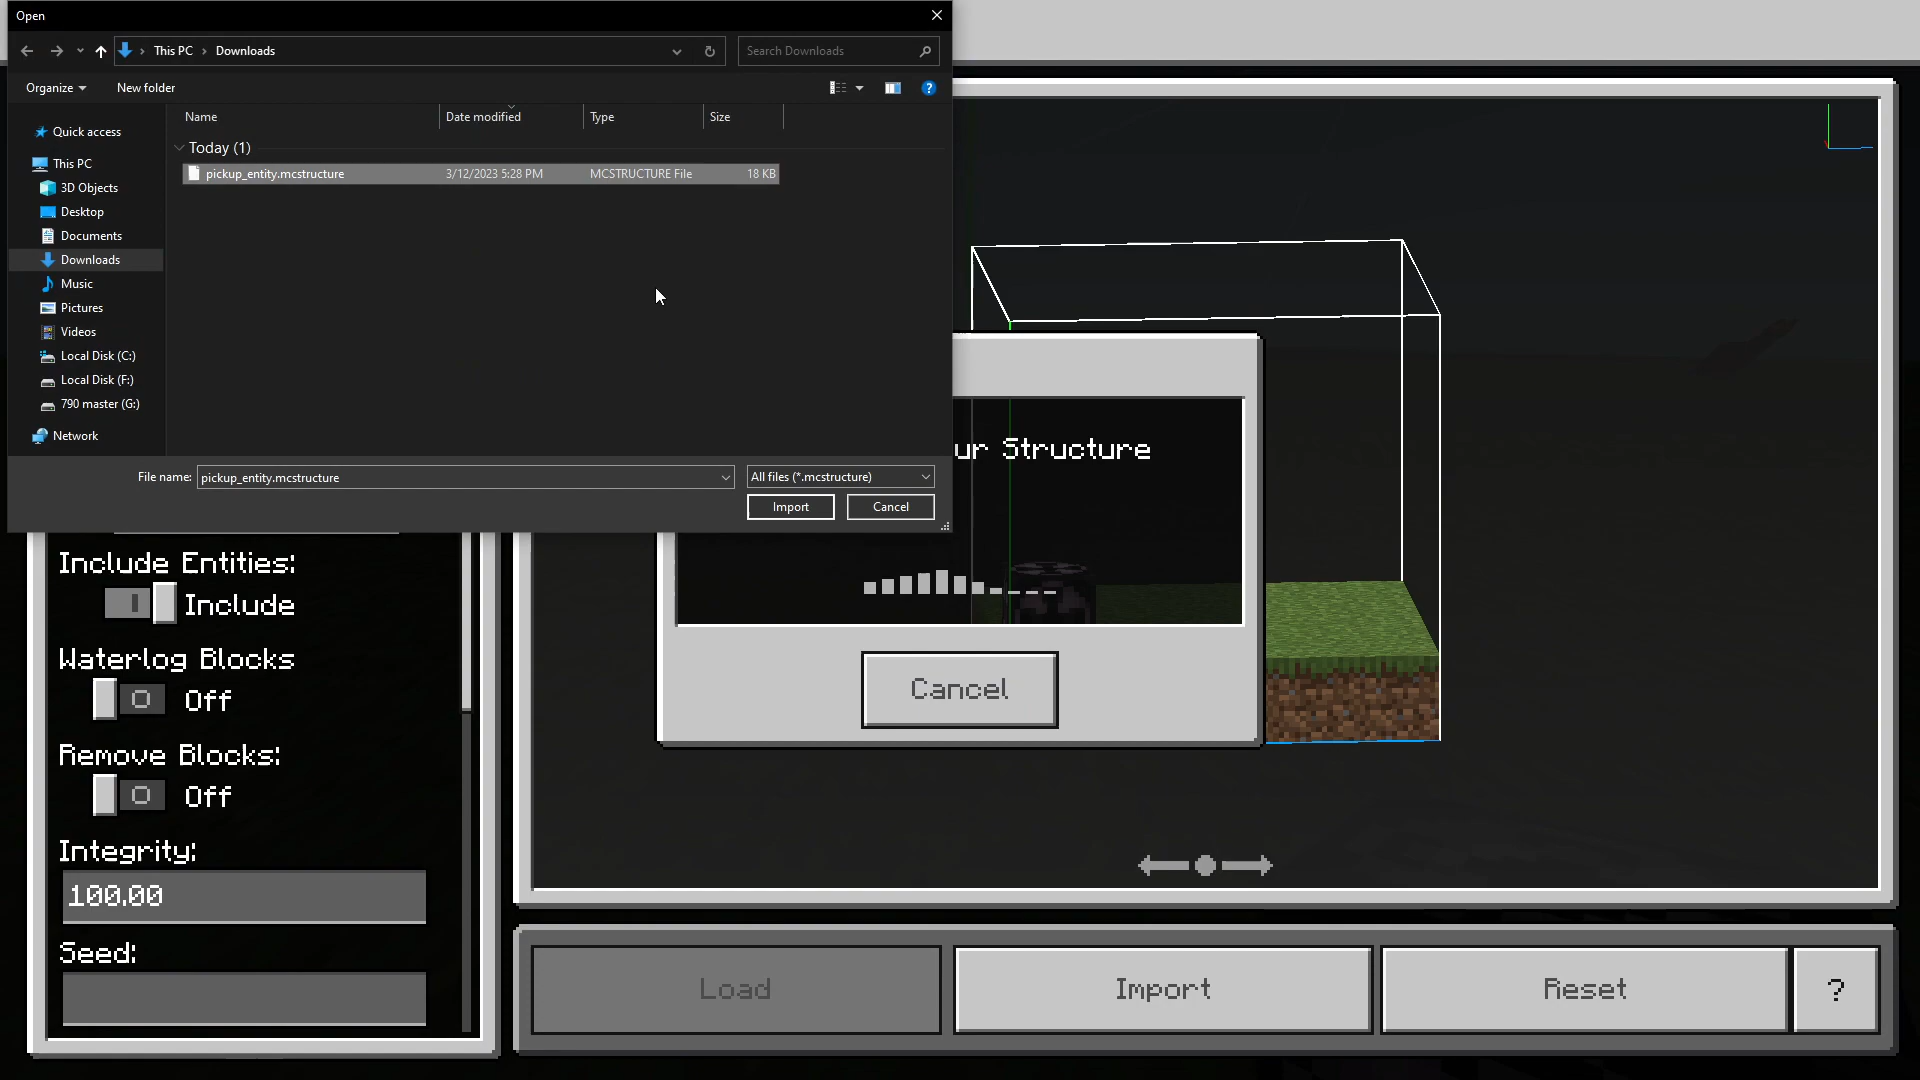 Open
This PC > Downloads
Search Downloads
Organize
New folder
?
Name
Date modified
Type
Size
Today (1)
pickup_entity.mcstructure
3/12/2023 5:28 PM
MCSTRUCTURE File
18 KB
Quick access
This PC
3D Objects
Desktop
Documents
Downloads
Music
Pictures
Videos
Local Disk (C:)
Local Disk (F:)
790 master (G:)
Network
File name:
pickup_entity.mcstructure
All files (*.mcstructure)
Import
Cancel
Structure
Cancel
Include Entities:
Include
Waterlog Blocks
Off
Remove Blocks:
Off
Integrity:
100.00
Seed:
Load
Import
Reset
?